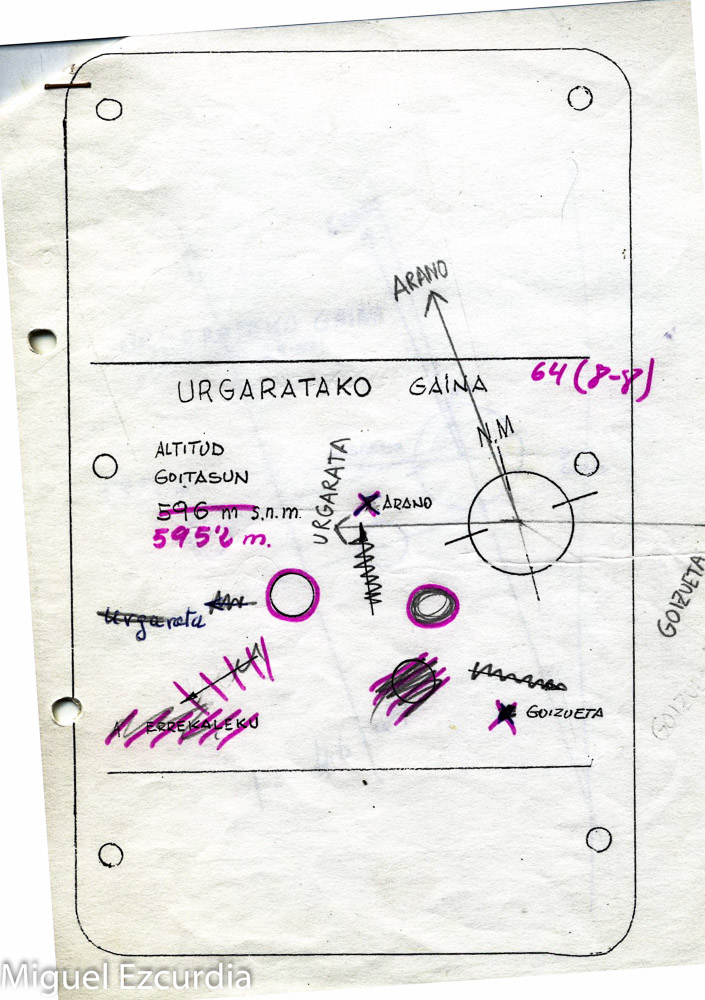 ARANO
URGARATAKO GAINA
64 (8-8)
N.M
ALTITUD
GOITASUN
596 m s.n.m.
595'2 m.
URGARATA
ARANO
Urgarata
GOIZUETA
GOIZUETA
ERREKALEKU
GOIZUETA
Miguel Ezcurdia